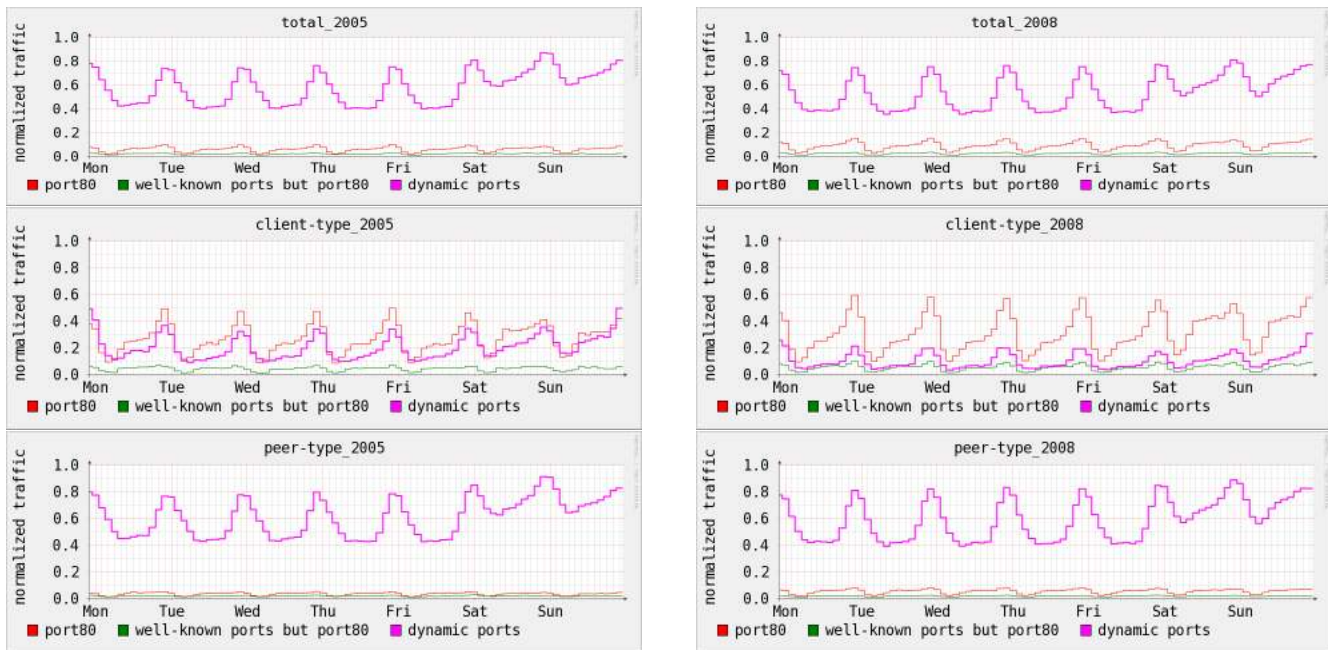 total_2005
normalized traffic
1.0
0.8
0.6
0.4
0.2
0.0
Mon Tue Wed Thu Fri Sat Sun
port80 well-known ports but port80 dynamic ports
total_2008
normalized traffic
1.0
0.8
0.6
0.4
0.2
0.0
Mon Tue Wed Thu Fri Sat Sun
port80 well-known ports but port80 dynamic ports
client-type_2005
normalized traffic
1.0
0.8
0.6
0.4
0.2
0.0
Mon Tue Wed Thu Fri Sat Sun
port80 well-known ports but port80 dynamic ports
client-type_2008
normalized traffic
1.0
0.8
0.6
0.4
0.2
0.0
Mon Tue Wed Thu Fri Sat Sun
port80 well-known ports but port80 dynamic ports
peer-type_2005
normalized traffic
1.0
0.8
0.6
0.4
0.2
0.0
Mon Tue Wed Thu Fri Sat Sun
port80 well-known ports but port80 dynamic ports
peer-type_2008
normalized traffic
1.0
0.8
0.6
0.4
0.2
0.0
Mon Tue Wed Thu Fri Sat Sun
port80 well-known ports but port80 dynamic ports